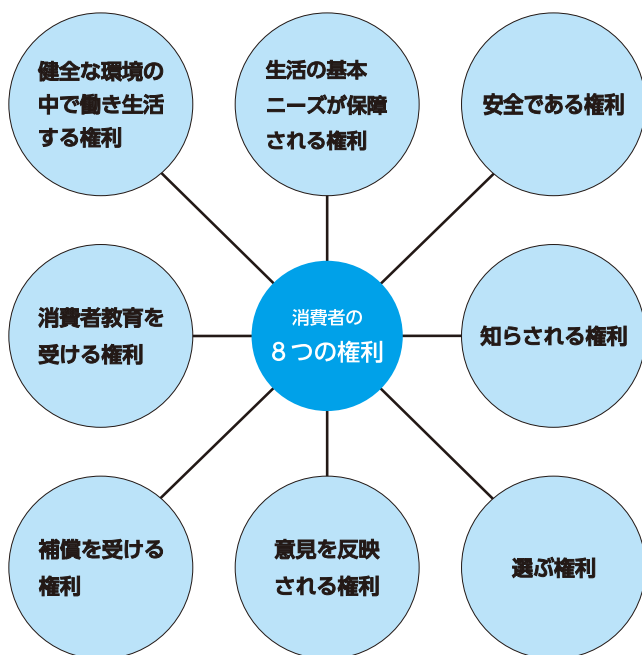 健全な環境の
中で働き生活
する権利
生活の基本
ニーズが保障
される権利
安全である権利
消費者教育を
受ける権利
消費者の
8つの権利
知らされる権利
補償を受ける
権利
意見を反映
される権利
選ぶ権利